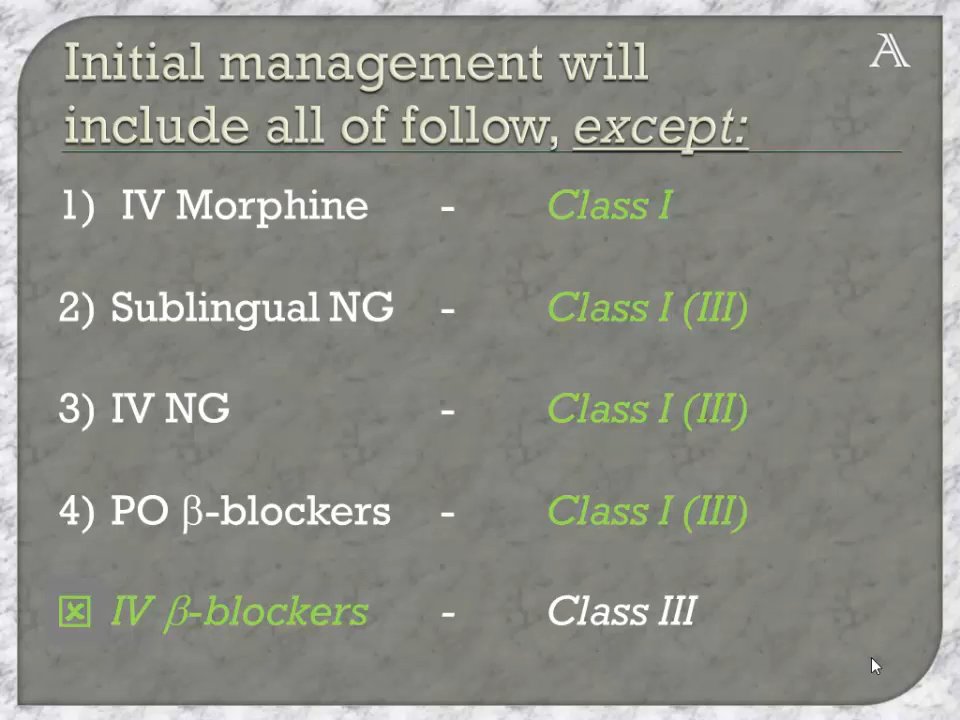 Initial management will
include all of follow, except:
A
1) IV Morphine - Class I
2) Sublingual NG - Class I (III)
3) IV NG - Class I (III)
4) PO β-blockers - Class I (III)
☒ IV β-blockers - Class III